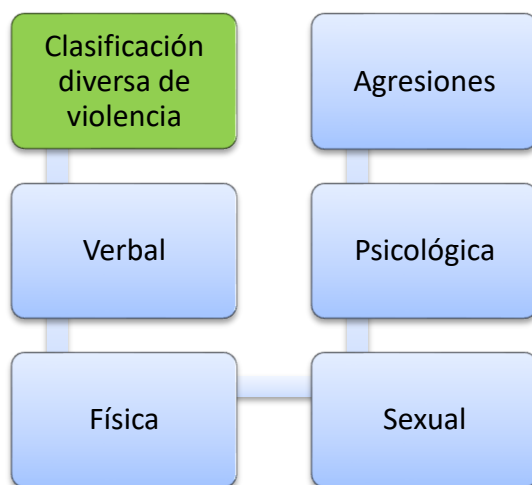 Clasificación
diversa de
violencia
Verbal
Física
Sexual
Psicológica
Agresiones